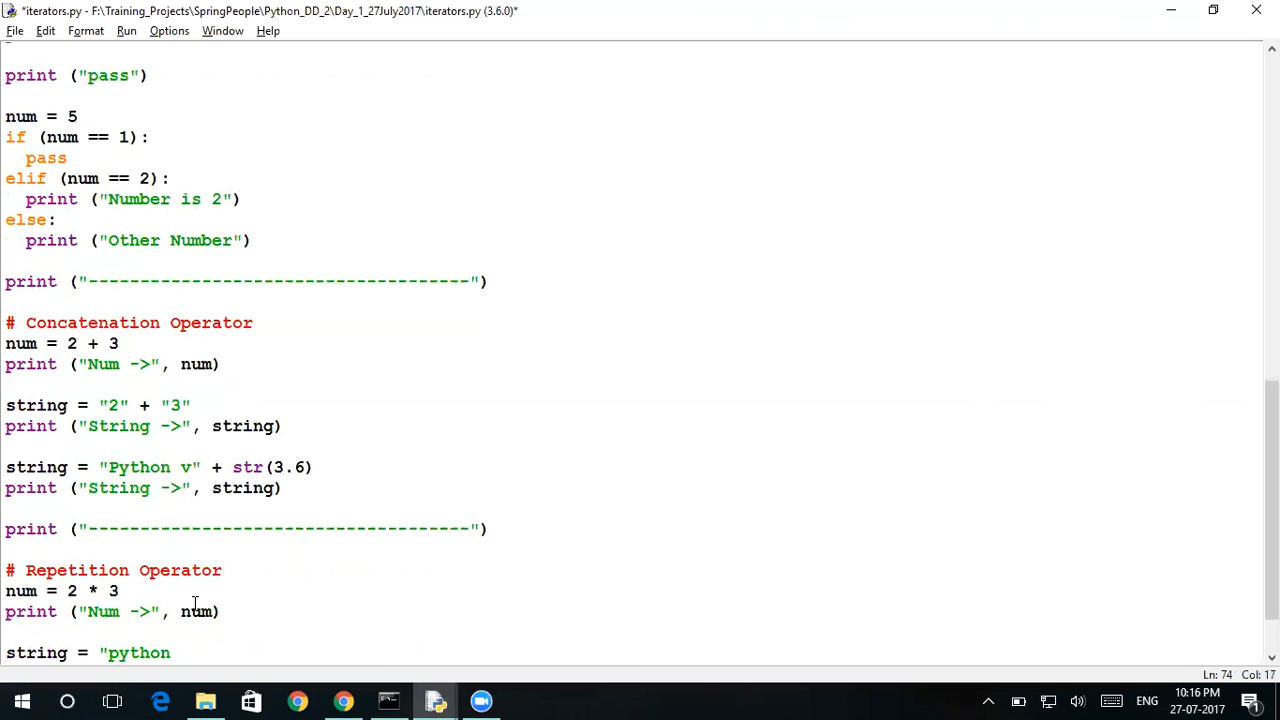 *iterators.py - F:\Training_Projects\SpringPeople\Python_DD_2\Day_1_27July2017\iterators.py (3.6.0)*
File Edit Format Run Options Window Help
print ("pass")
num = 5
if (num == 1):
  pass
elif (num == 2):
  print ("Number is 2")
else:
  print ("Other Number")
print ("-------------------------------------")
# Concatenation Operator
num = 2 + 3
print ("Num ->", num)
string = "2" + "3"
print ("String ->", string)
string = "Python v" + str(3.6)
print ("String ->", string)
print ("-------------------------------------")
# Repetition Operator
num = 2 * 3
print ("Num ->", num)
string = "python
Ln: 74 Col: 17
ENG
10:16 PM
27-07-2017
1